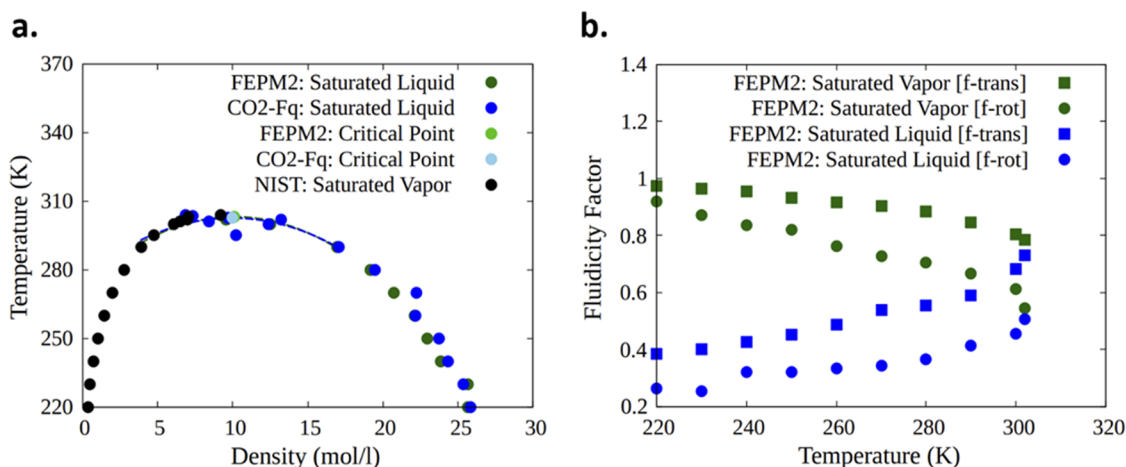 a.
370
340
310
280
250
220
Temperature (K)
FEPM2: Saturated Liquid
CO2-Fq: Saturated Liquid
FEPM2: Critical Point
CO2-Fq: Critical Point
NIST: Saturated Vapor
0 5 10 15 20 25 30
Density (mol/l)
b.
1.4
1.2
1
0.8
0.6
0.4
0.2
Fluidicity Factor
FEPM2: Saturated Vapor [f-trans]
FEPM2: Saturated Vapor [f-rot]
FEPM2: Saturated Liquid [f-trans]
FEPM2: Saturated Liquid [f-rot]
220 240 260 280 300 320
Temperature (K)